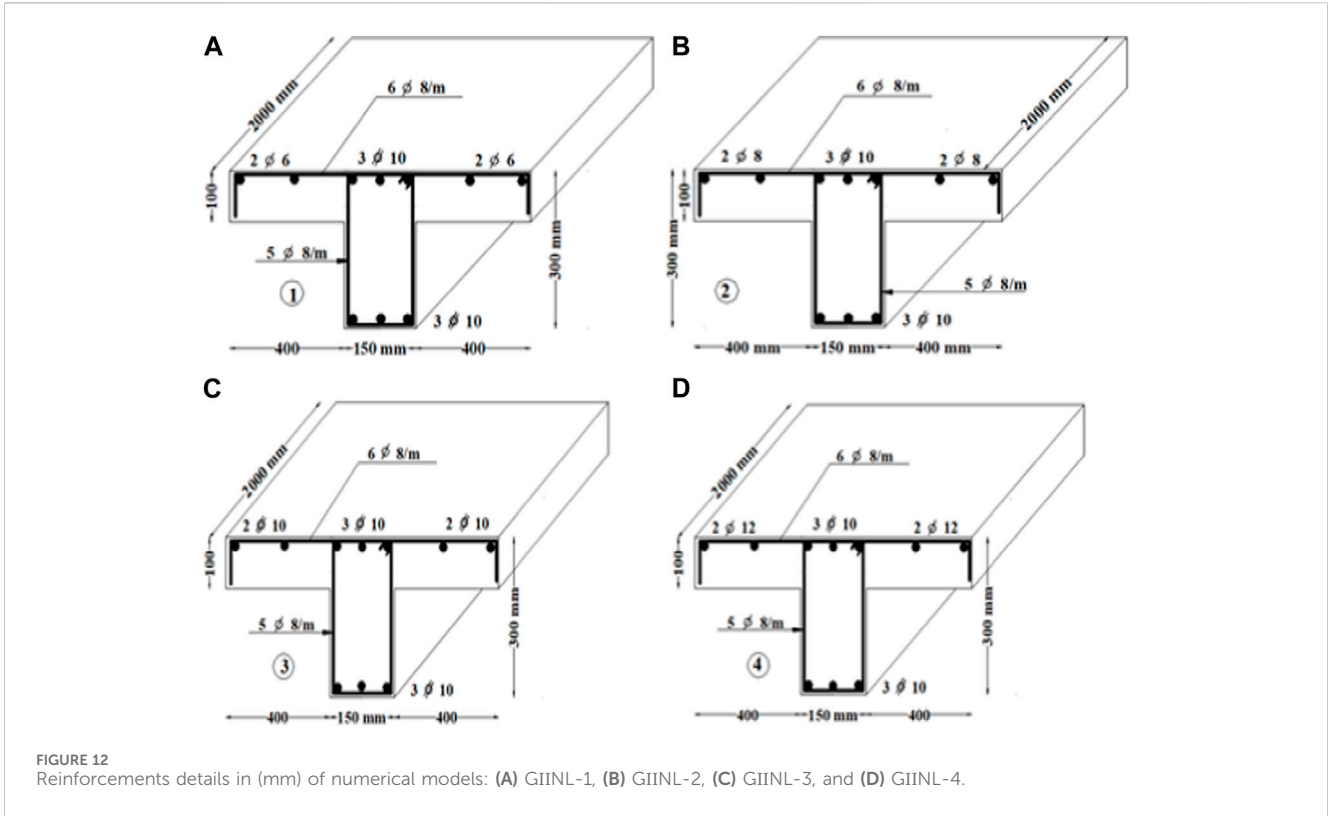 A
6 ϕ 8/m
2000 mm
2 ϕ 6
3 ϕ 10
2 ϕ 6
100
5 ϕ 8/m
1
300 mm
3 ϕ 10
400
150 mm
400
B
6 ϕ 8/m
2000 mm
2 ϕ 8
3 ϕ 10
2 ϕ 8
100
300 mm
2
5 ϕ 8/m
3 ϕ 10
400 mm
150 mm
400 mm
C
6 ϕ 8/m
2000 mm
2 ϕ 10
3 ϕ 10
2 ϕ 10
100
5 ϕ 8/m
3
300 mm
3 ϕ 10
400
150 mm
400
D
6 ϕ 8/m
2000 mm
2 ϕ 12
3 ϕ 10
2 ϕ 12
100
5 ϕ 8/m
4
300 mm
3 ϕ 10
400
150 mm
400
FIGURE 12
Reinforcements details in (mm) of numerical models: (A) GIINL-1, (B) GIINL-2, (C) GIINL-3, and (D) GIINL-4.